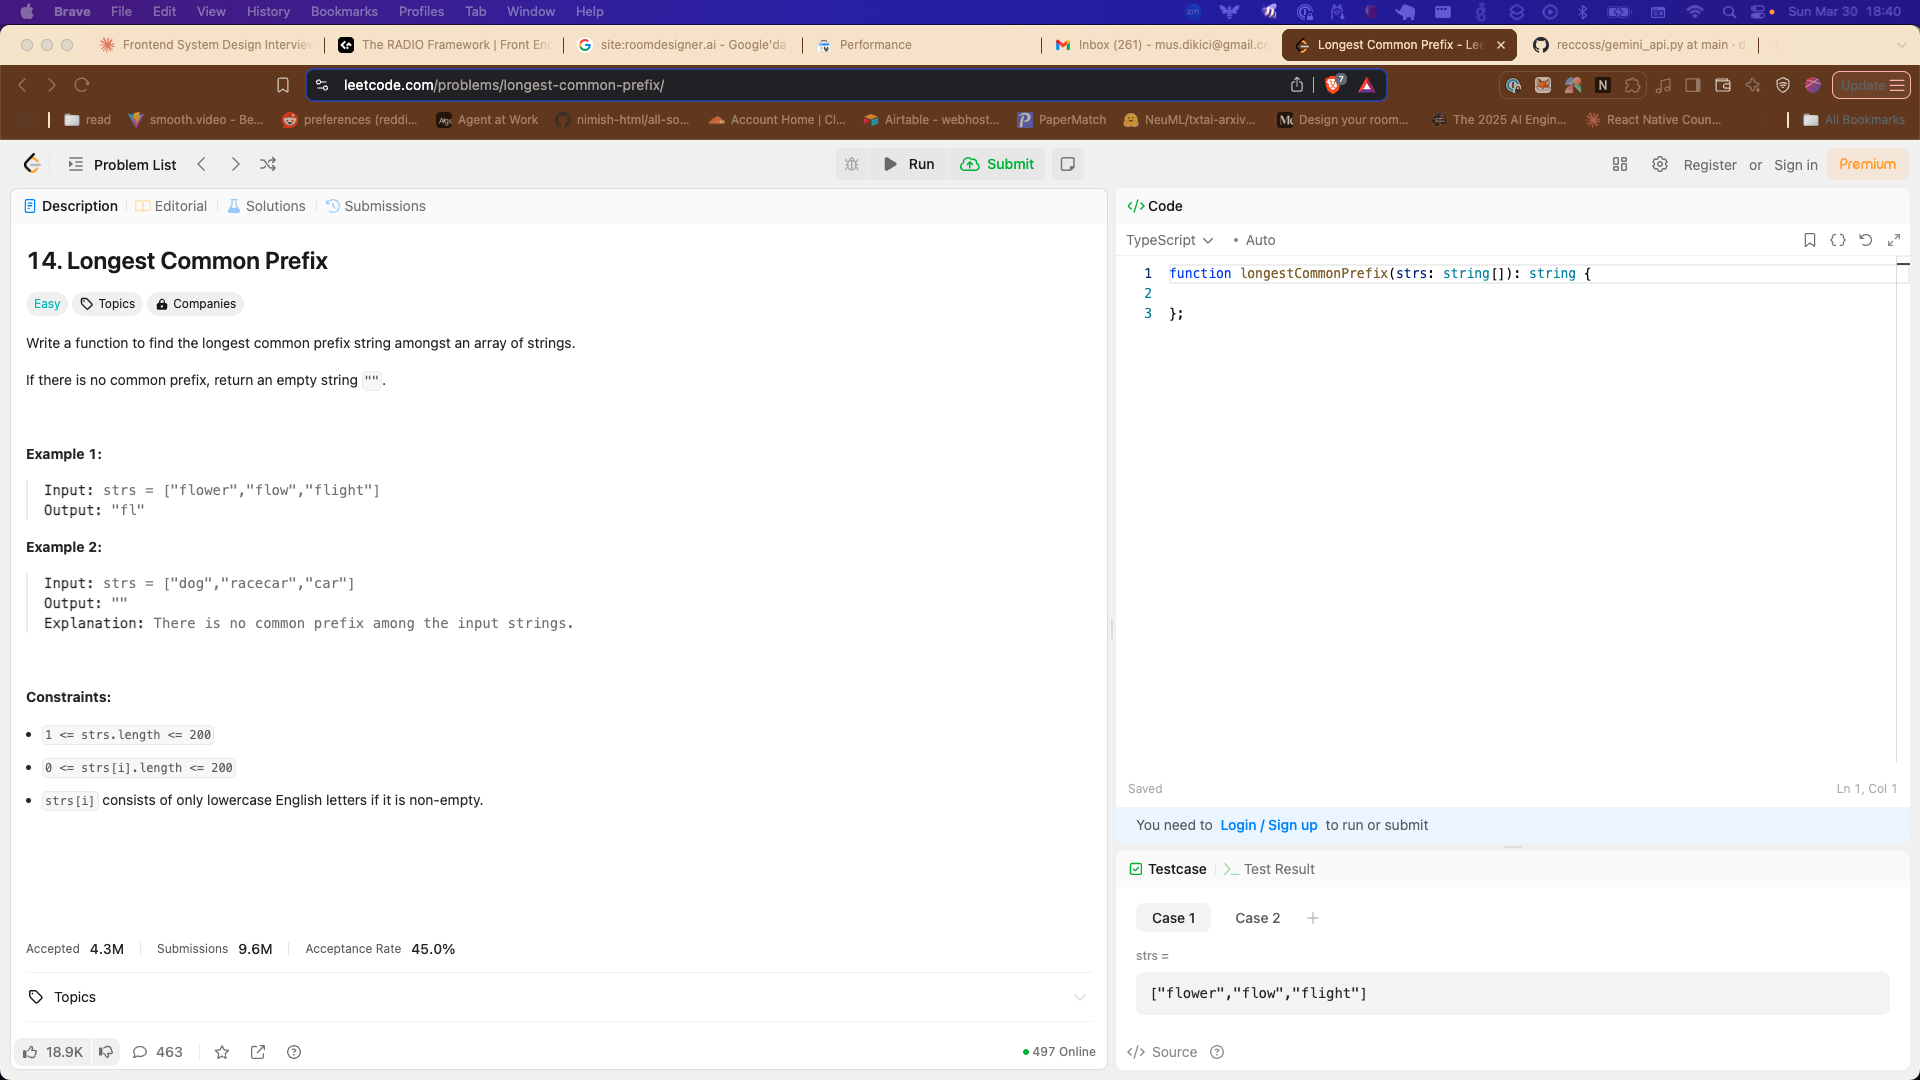 Brave File Edit View History Bookmarks Profiles Tab Window Help zm Sun Mar 30 18:40
Frontend System Design Interview The RADIO Framework | Front En site:roomdesigner.ai - Google'da Performance Inbox (261) - mus.dikici@gmail.co Longest Common Prefix - Le reccoss/gemini_api.py at main · d
leetcode.com/problems/longest-common-prefix/ 7 Update
read smooth.video - Be... preferences (reddi... Agent at Work nimish-html/all-so... Account Home | Cl... Airtable - webhost... PaperMatch NeuML/txtai-arxiv... Design your room... The 2025 AI Engin... React Native Coun... All Bookmarks
Problem List Run Submit Register or Sign in Premium
Description Editorial Solutions Submissions
14. Longest Common Prefix
Easy Topics Companies
Write a function to find the longest common prefix string amongst an array of strings.
If there is no common prefix, return an empty string "".
Example 1:
Input: strs = ["flower","flow","flight"]
Output: "fl"
Example 2:
Input: strs = ["dog","racecar","car"]
Output: ""
Explanation: There is no common prefix among the input strings.
Constraints:
• 1 <= strs.length <= 200
• 0 <= strs[i].length <= 200
• strs[i] consists of only lowercase English letters if it is non-empty.
Accepted 4.3M Submissions 9.6M Acceptance Rate 45.0%
Topics
18.9K 463 497 Online
</> Code
TypeScript • Auto
1 function longestCommonPrefix(strs: string[]): string {
2
3 };
Saved Ln 1, Col 1
You need to Login / Sign up to run or submit
Testcase >_ Test Result
Case 1 Case 2 +
strs =
["flower","flow","flight"]
</> Source